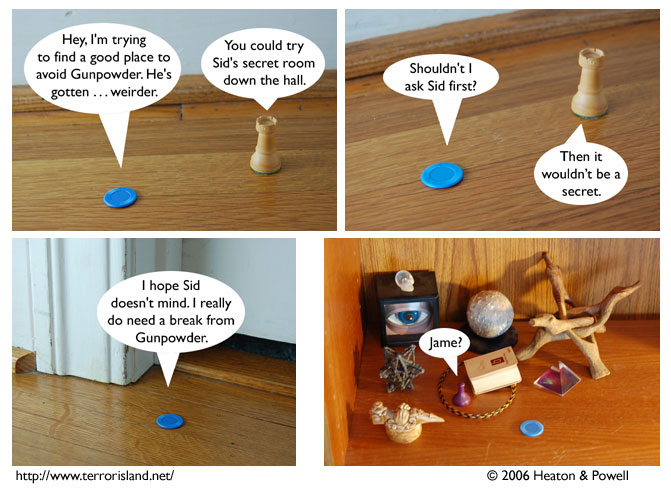 Hey, I'm trying
to find a good place to
avoid Gunpowder. He's
gotten . . . weirder.
You could try
Sid's secret room
down the hall.
Shouldn't I
ask Sid first?
Then it
wouldn't be a
secret.
I hope Sid
doesn't mind. I really
do need a break from
Gunpowder.
Jame?
http://www.terrorisland.net/
© 2006 Heaton & Powell